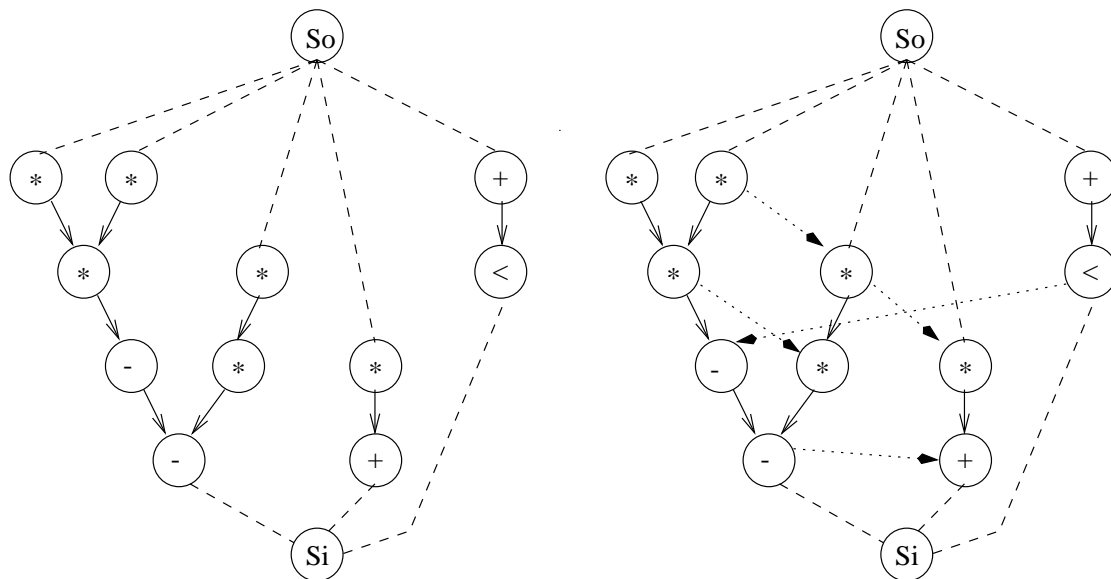 So So
* * + * * +
* * < * * <
- * * - * *
- + - +
Si Si